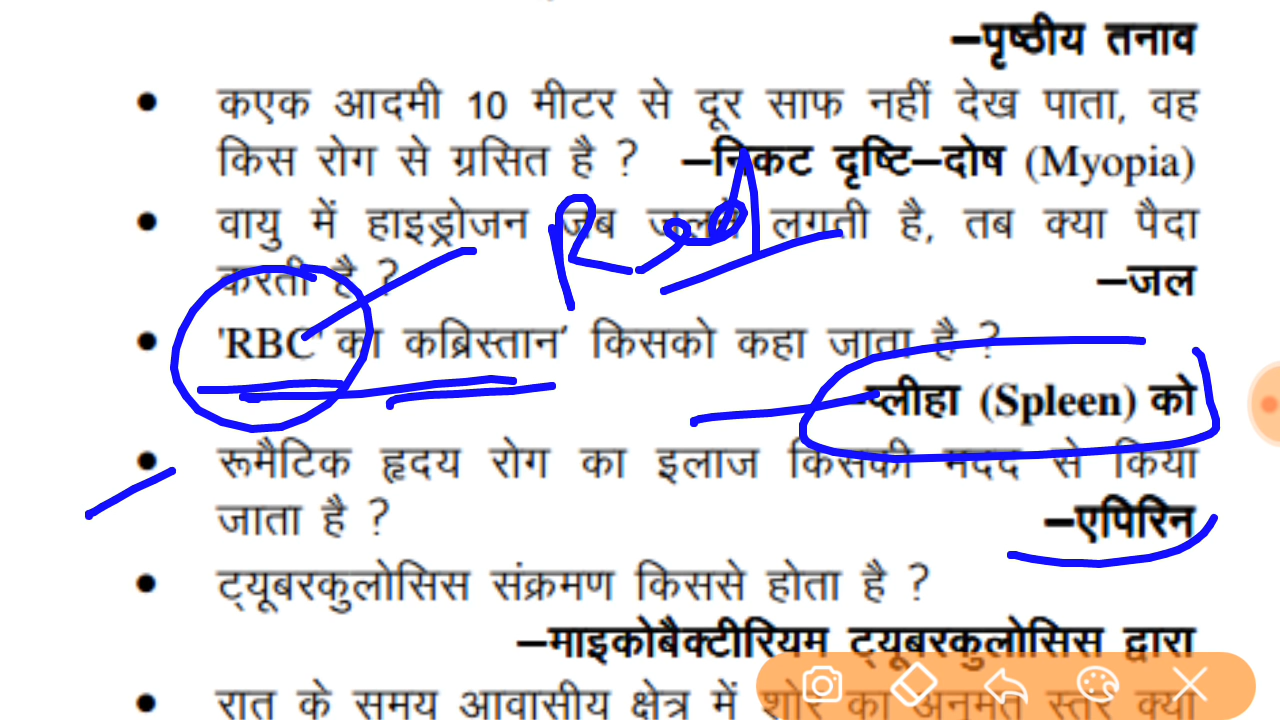 –पृष्ठीय तनाव
• कएक आदमी 10 मीटर से दूर साफ नहीं देख पाता, वह
किस रोग से ग्रसित है ? –निकट दृष्टि–दोष (Myopia)
Red
• वायु में हाइड्रोजन जब जलने लगती है, तब क्या पैदा
करती है ? –जल
• 'RBC' का कब्रिस्तान' किसको कहा जाता है ?
–प्लीहा (Spleen) को
• रूमैटिक हृदय रोग का इलाज किसकी मदद से किया
जाता है ? –एपिरिन
• ट्यूबरकुलोसिस संक्रमण किससे होता है ?
–माइकोबैक्टीरियम ट्यूबरकुलोसिस द्वारा
• रात के समय आवासीय क्षेत्र में शोर का अनुमत स्तर क्या